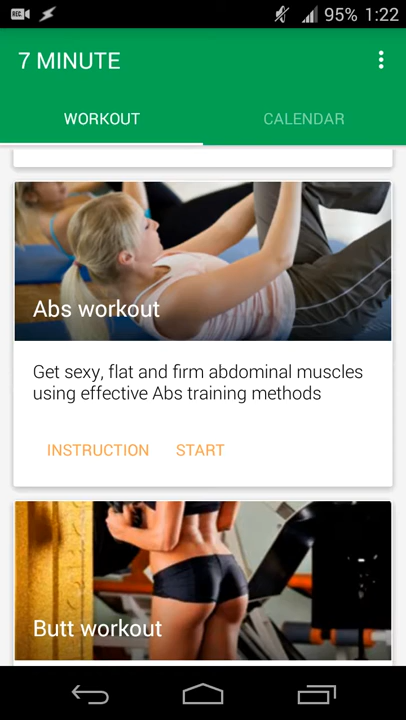 REC
95% 1:22
7 MINUTE
WORKOUT
CALENDAR
Abs workout
Get sexy, flat and firm abdominal muscles
using effective Abs training methods
INSTRUCTION
START
Butt workout